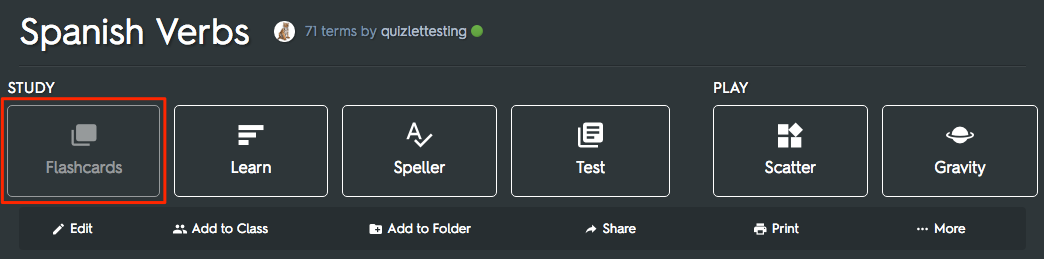 Spanish Verbs 71 terms by quizlettesting
STUDY PLAY
Flashcards Learn Speller Test Scatter Gravity
Edit Add to Class Add to Folder Share Print More